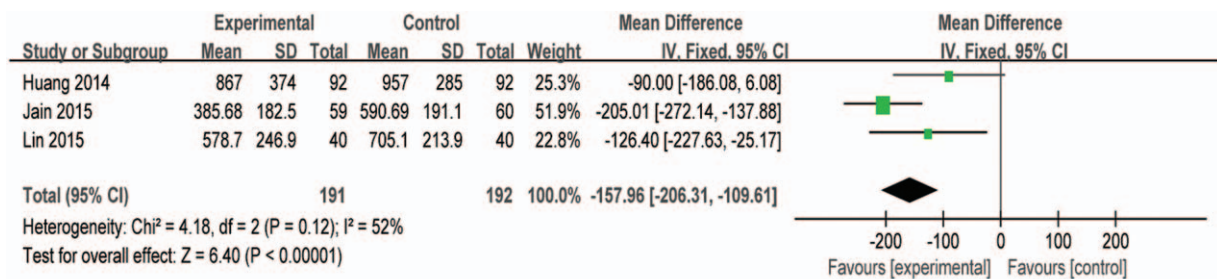 Experimental Control Mean Difference Mean Difference
Study or Subgroup Mean SD Total Mean SD Total Weight IV, Fixed, 95% CI IV, Fixed, 95% CI
Huang 2014 867 374 92 957 285 92 25.3% -90.00 [-186.08, 6.08]
Jain 2015 385.68 182.5 59 590.69 191.1 60 51.9% -205.01 [-272.14, -137.88]
Lin 2015 578.7 246.9 40 705.1 213.9 40 22.8% -126.40 [-227.63, -25.17]
Total (95% CI) 191 192 100.0% -157.96 [-206.31, -109.61]
Heterogeneity: Chi² = 4.18, df = 2 (P = 0.12); I² = 52%
Test for overall effect: Z = 6.40 (P < 0.00001)
-200 -100 0 100 200
Favours [experimental] Favours [control]